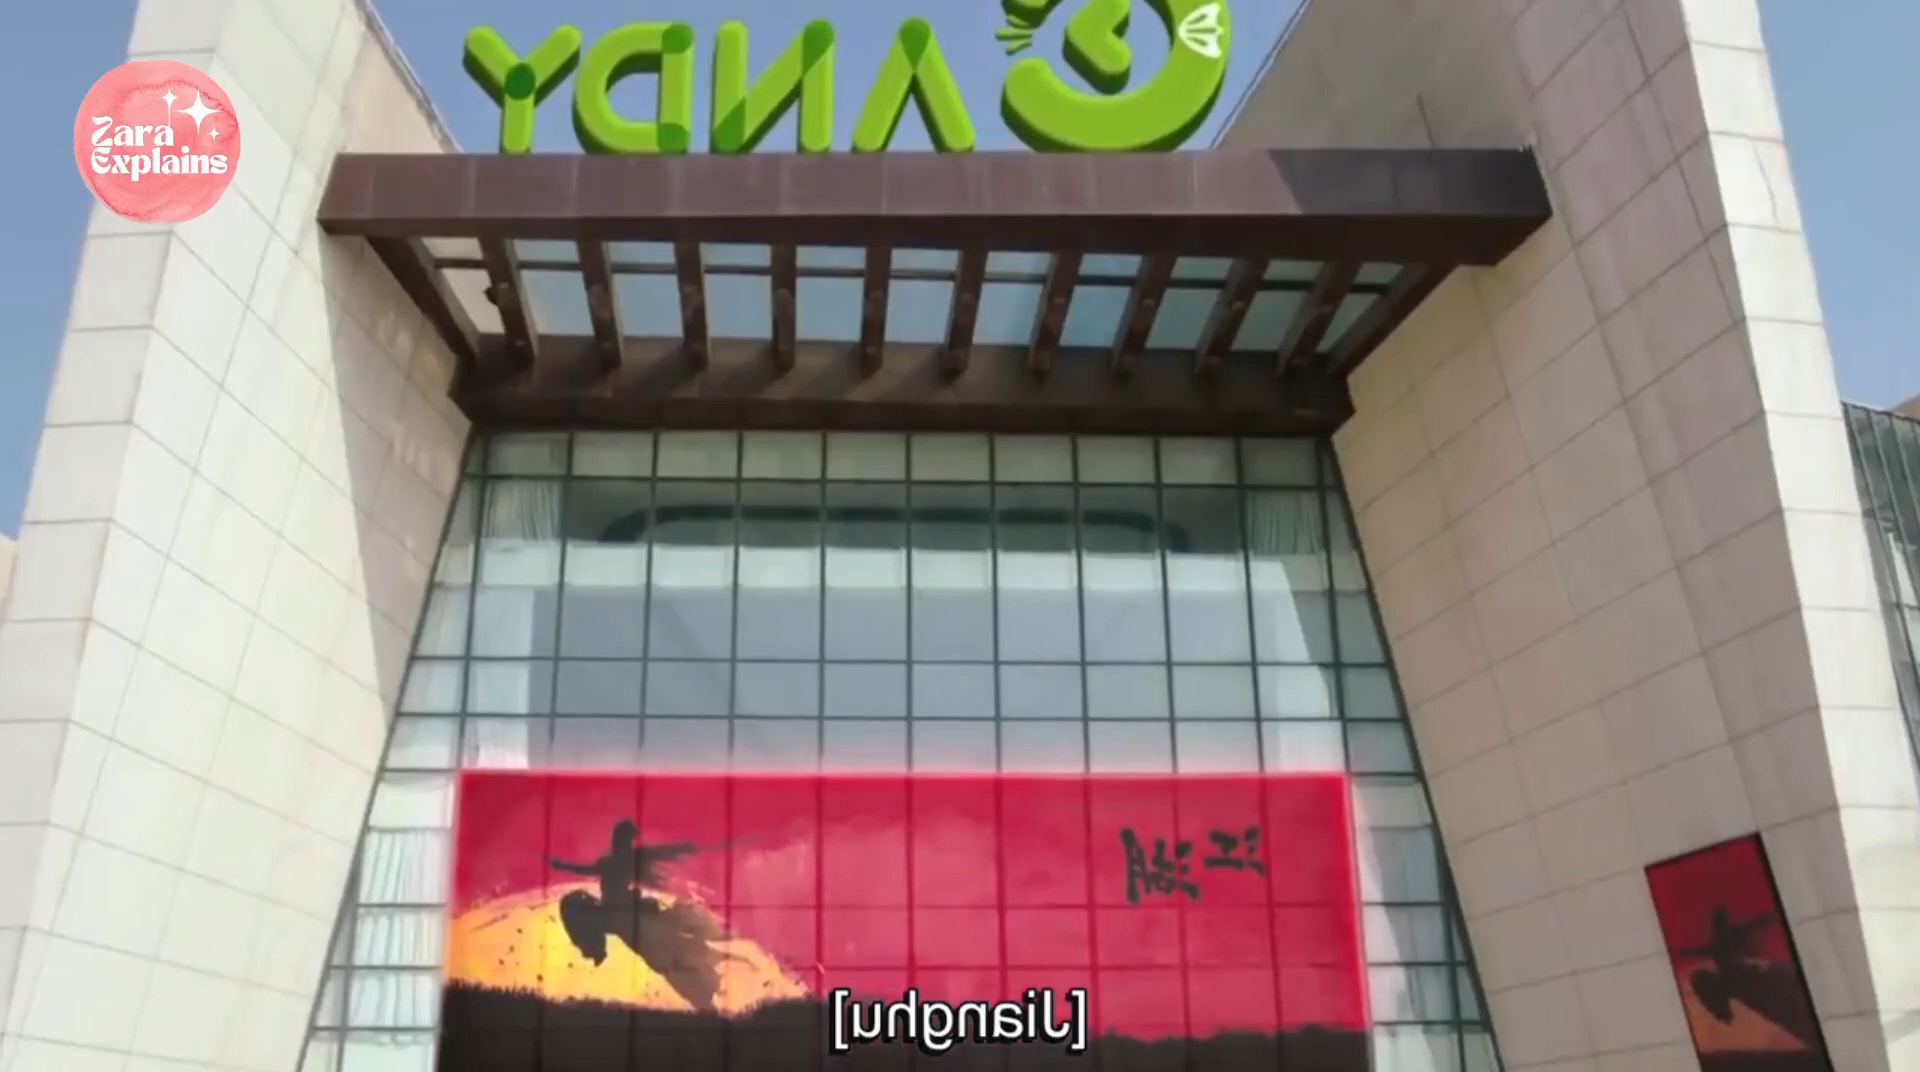 Zara
Explains
CANDY
江湖
[Jianghu]